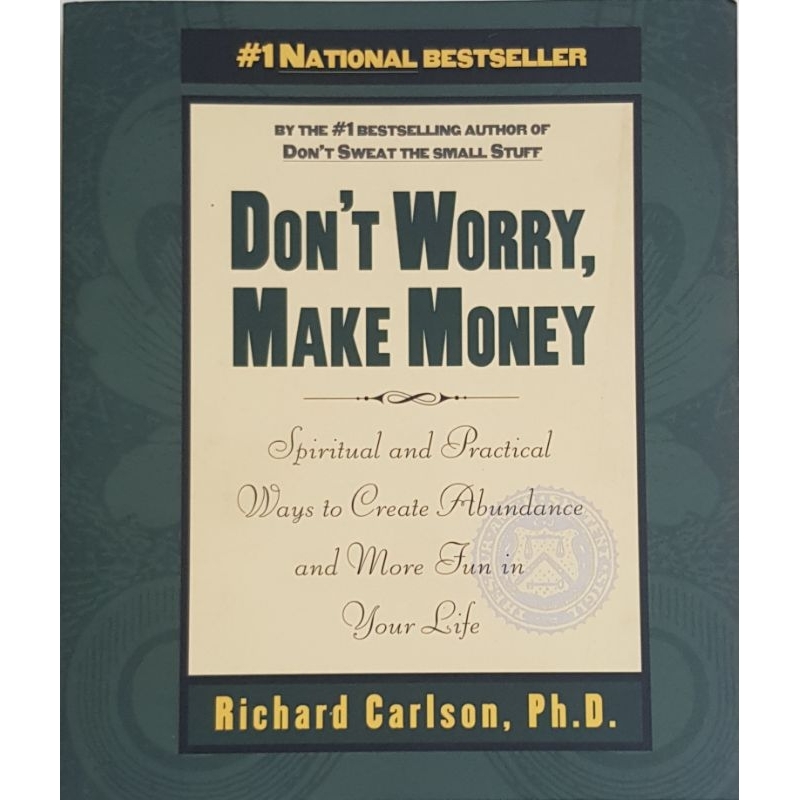 #1 NATIONAL BESTSELLER
BY THE #1 BESTSELLING AUTHOR OF
DON'T SWEAT THE SMALL STUFF
DON'T WORRY,
MAKE MONEY
Spiritual and Practical
Ways to Create Abundance
and More Fun in
Your Life
Richard Carlson, Ph.D.